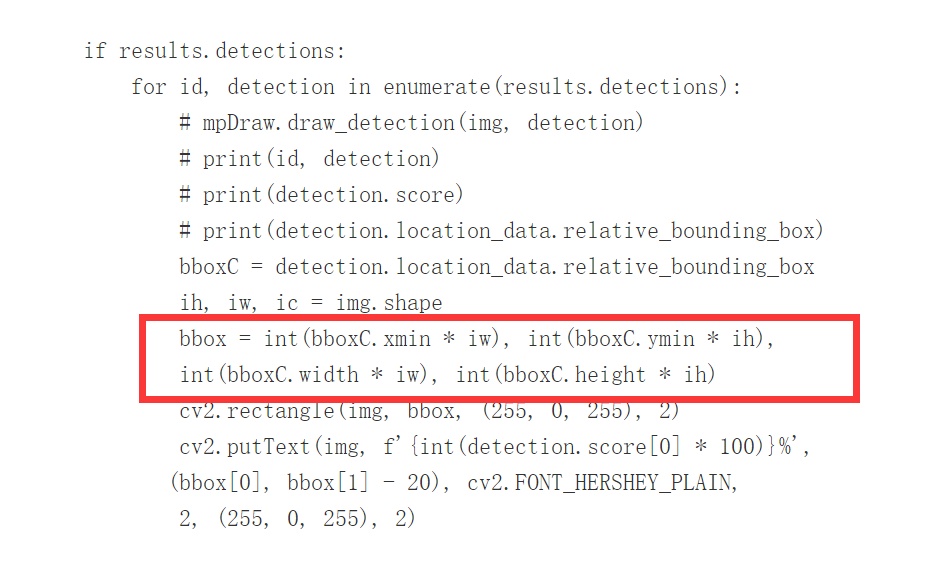 if results.detections:
for id, detection in enumerate(results.detections):
# mpDraw.draw_detection(img, detection)
# print(id, detection)
# print(detection.score)
# print(detection.location_data.relative_bounding_box)
bboxC = detection.location_data.relative_bounding_box
ih, iw, ic = img.shape
bbox = int(bboxC.xmin * iw), int(bboxC.ymin * ih),
int(bboxC.width * iw), int(bboxC.height * ih)
cv2.rectangle(img, bbox, (255, 0, 255), 2)
cv2.putText(img, f'{int(detection.score[0] * 100)}%',
(bbox[0], bbox[1] - 20), cv2.FONT_HERSHEY_PLAIN,
2, (255, 0, 255), 2)